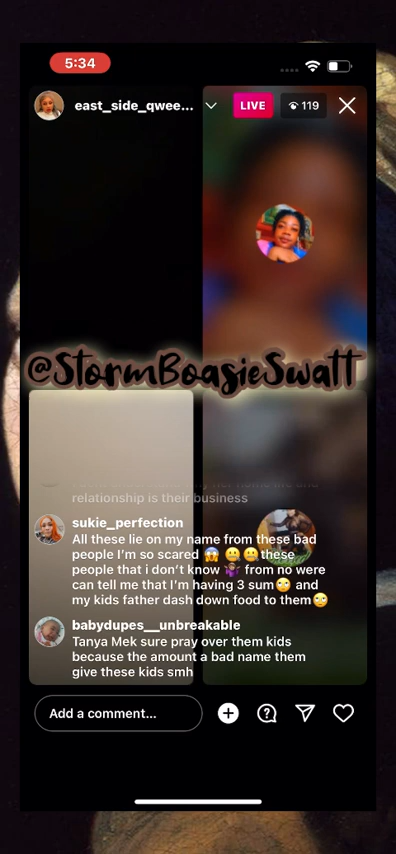 5:34
east_side_qwee...
LIVE
119
@StormBoasieSwatt
relationship is their business
sukie_perfection
All these lie on my name from these bad
people I'm so scared 😱 🤐🤐these
people that i don't know 🤷🏾‍♀️ from no were
can tell me that I'm having 3 sum🙄 and
my kids father dash down food to them🙄
babydupes__unbreakable
Tanya Mek sure pray over them kids
because the amount a bad name them
give these kids smh
Add a comment...